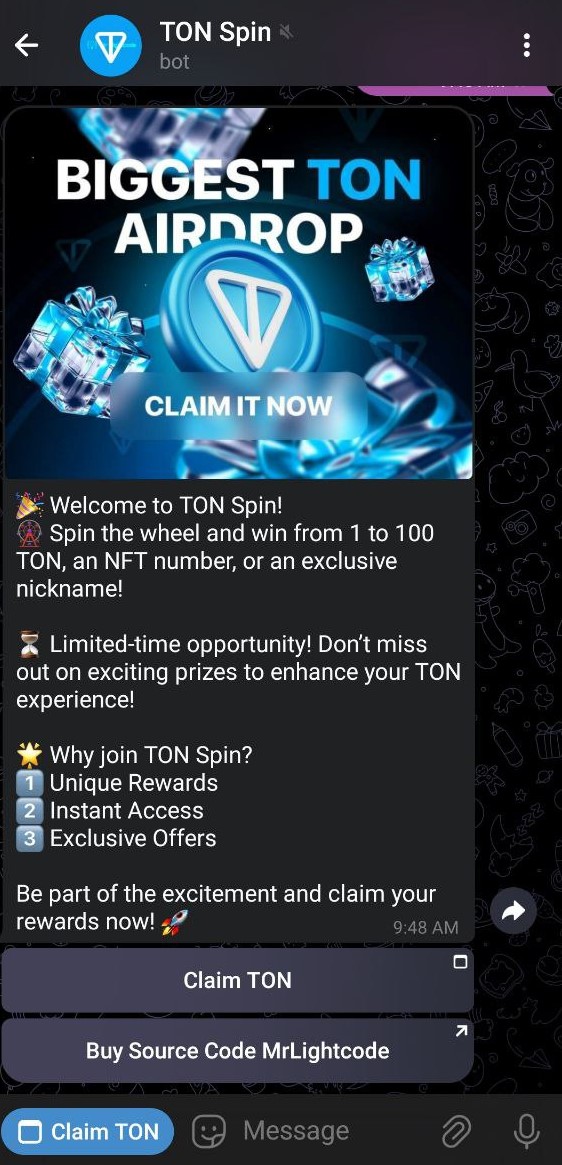 TON Spin
bot
BIGGEST TON
AIRDROP
CLAIM IT NOW
🎉 Welcome to TON Spin!
🎡 Spin the wheel and win from 1 to 100
TON, an NFT number, or an exclusive
nickname!
⏳ Limited-time opportunity! Don’t miss
out on exciting prizes to enhance your TON
experience!
🌟 Why join TON Spin?
1️⃣ Unique Rewards
2️⃣ Instant Access
3️⃣ Exclusive Offers
Be part of the excitement and claim your
rewards now! 🚀
9:48 AM
Claim TON
Buy Source Code MrLightcode
Claim TON
Message